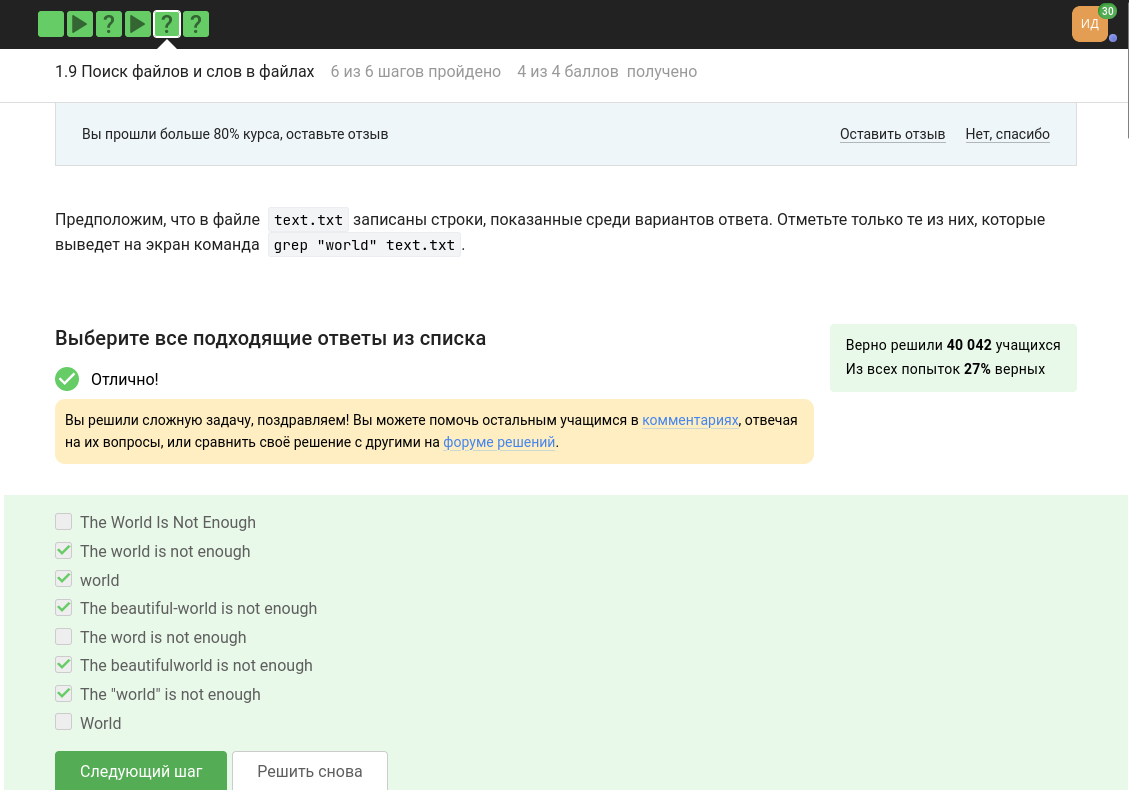 ? ? ?
ИД
30
1.9 Поиск файлов и слов в файлах 6 из 6 шагов пройдено 4 из 4 баллов получено
Вы прошли больше 80% курса, оставьте отзыв Оставить отзыв Нет, спасибо
Предположим, что в файле text.txt записаны строки, показанные среди вариантов ответа. Отметьте только те из них, которые
выведет на экран команда grep "world" text.txt.
Выберите все подходящие ответы из списка
Верно решили 40 042 учащихся
Из всех попыток 27% верных
Отлично!
Вы решили сложную задачу, поздравляем! Вы можете помочь остальным учащимся в комментариях, отвечая
на их вопросы, или сравнить своё решение с другими на форуме решений.
The World Is Not Enough
The world is not enough
world
The beautiful-world is not enough
The word is not enough
The beautifulworld is not enough
The "world" is not enough
World
Следующий шаг Решить снова